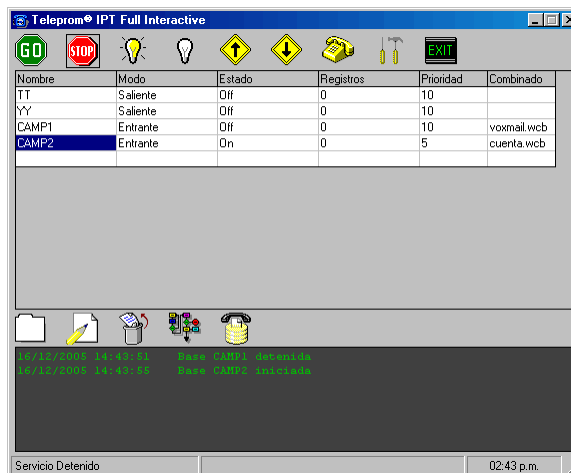 Teleprom® IPT Full Interactive
GO STOP EXIT
Nombre Modo Estado Registros Prioridad Combinado
TT Saliente Off 0 10
YY Saliente Off 0 10
CAMP1 Entrante Off 0 10 voxmail.wcb
CAMP2 Entrante On 0 5 cuenta.wcb
16/12/2005 14:43:51 Base CAMP1 detenida
16/12/2005 14:43:55 Base CAMP2 iniciada
Servicio Detenido 02:43 p.m.